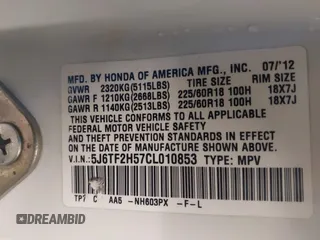 MFD. BY HONDA OF AMERICA MFG., INC. 07/'12
GVWR 2320KG(5115LBS) TIRE SIZE RIM SIZE
GAWR F 1210KG(2668LBS) 225/60R18 100H 18X7J
GAWR R 1140KG(2513LBS) 225/60R18 100H 18X7J
THIS VEHICLE CONFORMS TO ALL APPLICABLE
FEDERAL MOTOR VEHICLE SAFETY
AND THEFT PREVENTION STANDARDS IN EFFECT
ON THE DATE OF MANUFACTURE SHOWN ABOVE.
V.I.N.: 5J6TF2H57CL010853 TYPE: MPV
C AA5 -NH603PX -F-L
DREAMBID